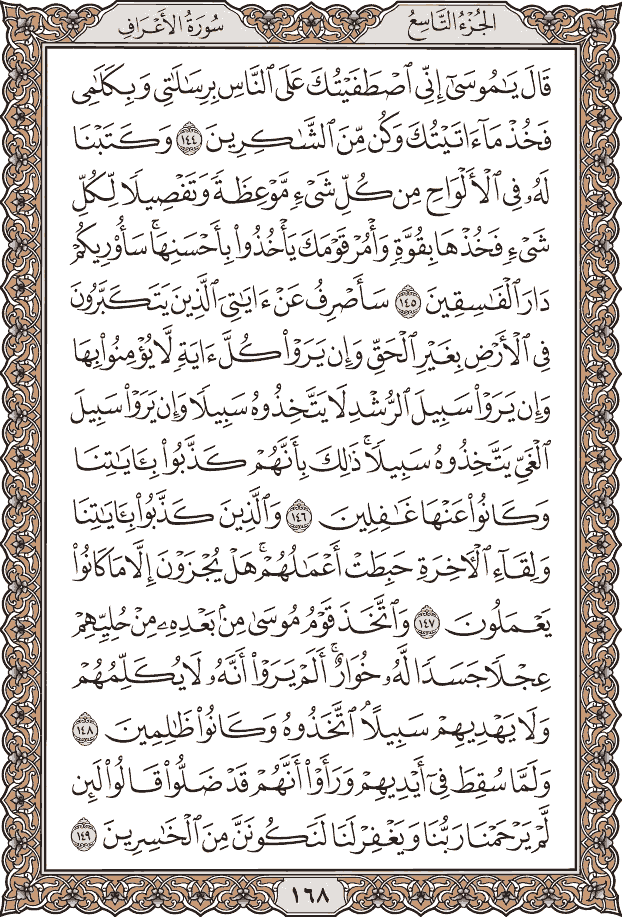 الجُزْءُ التَّاسِعُ
سُورَةُ الأَعْرَافِ
قَالَ يَٰمُوسَىٰٓ إِنِّي ٱصۡطَفَيۡتُكَ عَلَى ٱلنَّاسِ بِرِسَٰلَٰتِي وَبِكَلَٰمِي
فَخُذۡ مَآ ءَاتَيۡتُكَ وَكُن مِّنَ ٱلشَّٰكِرِينَ ١٤٤ وَكَتَبۡنَا
لَهُۥ فِي ٱلۡأَلۡوَاحِ مِن كُلِّ شَيۡءٖ مَّوۡعِظَةٗ وَتَفۡصِيلٗا لِّكُلِّ
شَيۡءٖ فَخُذۡهَا بِقُوَّةٖ وَأۡمُرۡ قَوۡمَكَ يَأۡخُذُواْ بِأَحۡسَنِهَاۚ سَأُوْرِيكُمۡ
دَارَ ٱلۡفَٰسِقِينَ ١٤٥ سَأَصۡرِفُ عَنۡ ءَايَٰتِيَ ٱلَّذِينَ يَتَكَبَّرُونَ
فِي ٱلۡأَرۡضِ بِغَيۡرِ ٱلۡحَقِّ وَإِن يَرَوۡاْ كُلَّ ءَايَةٖ لَّا يُؤۡمِنُواْ بِهَا
وَإِن يَرَوۡاْ سَبِيلَ ٱلرُّشۡدِ لَا يَتَّخِذُوهُ سَبِيلٗا وَإِن يَرَوۡاْ سَبِيلَ
ٱلۡغَيِّ يَتَّخِذُوهُ سَبِيلٗاۚ ذَٰلِكَ بِأَنَّهُمۡ كَذَّبُواْ بِـَٔايَٰتِنَا
وَكَانُواْ عَنۡهَا غَٰفِلِينَ ١٤٦ وَٱلَّذِينَ كَذَّبُواْ بِـَٔايَٰتِنَا
وَلِقَآءِ ٱلۡأٓخِرَةِ حَبِطَتۡ أَعۡمَٰلُهُمۡۚ هَلۡ يُجۡزَوۡنَ إِلَّا مَا كَانُواْ
يَعۡمَلُونَ ١٤٧ وَٱتَّخَذَ قَوۡمُ مُوسَىٰ مِنۢ بَعۡدِهِۦ مِنۡ حُلِيِّهِمۡ
عِجۡلٗا جَسَدٗا لَّهُۥ خُوَارٌۚ أَلَمۡ يَرَوۡاْ أَنَّهُۥ لَا يُكَلِّمُهُمۡ
وَلَا يَهۡدِيهِمۡ سَبِيلًاۘ ٱتَّخَذُوهُ وَكَانُواْ ظَٰلِمِينَ ١٤٨
وَلَمَّا سُقِطَ فِيٓ أَيۡدِيهِمۡ وَرَأَوۡاْ أَنَّهُمۡ قَدۡ ضَلُّواْ قَالُواْ لَئِن
لَّمۡ يَرۡحَمۡنَا رَبُّنَا وَيَغۡفِرۡ لَنَا لَنَكُونَنَّ مِنَ ٱلۡخَٰسِرِينَ ١٤٩
١٦٨